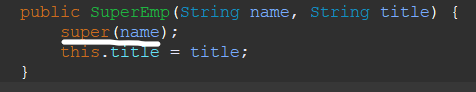 public SuperEmp(String name, String title) {
super(name);
this.title = title;
}